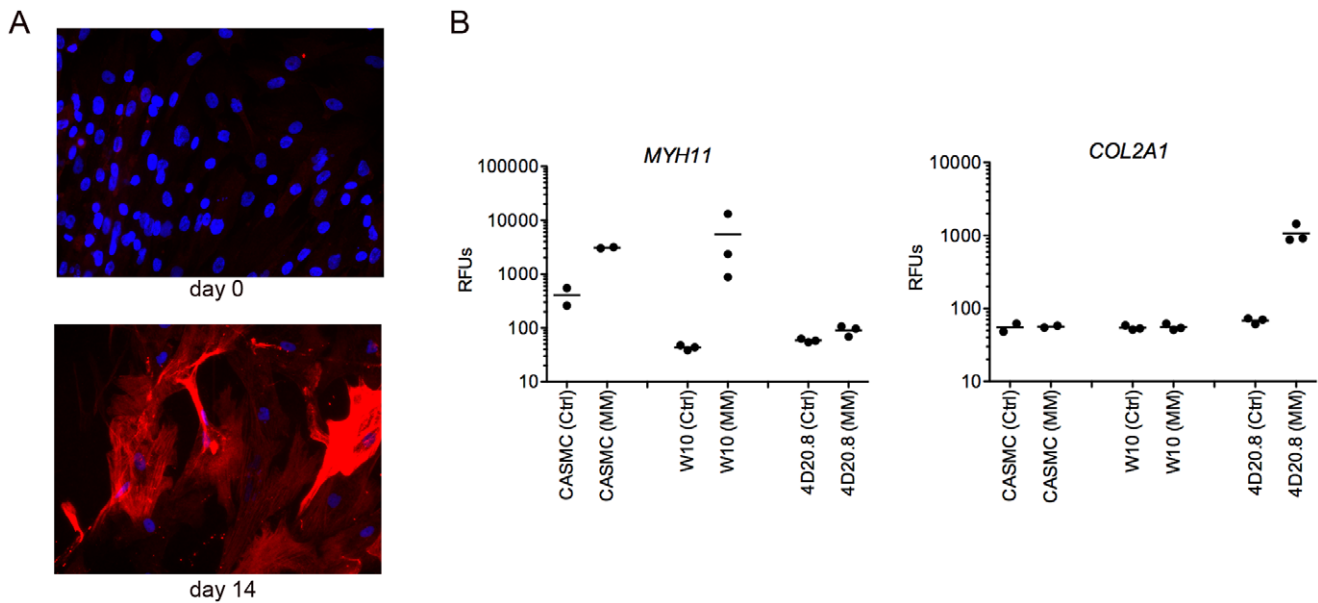 A
day 0
day 14
B
MYH11
RFUs
100000
10000
1000
100
10
CASMC (Ctrl)
CASMC (MM)
W10 (Ctrl)
W10 (MM)
4D20.8 (Ctrl)
4D20.8 (MM)
COL2A1
RFUs
10000
1000
100
10
CASMC (Ctrl)
CASMC (MM)
W10 (Ctrl)
W10 (MM)
4D20.8 (Ctrl)
4D20.8 (MM)